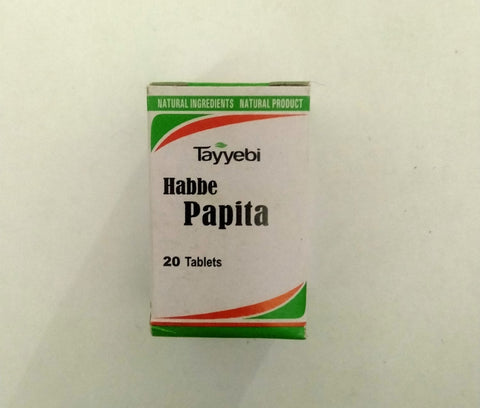 NATURAL INGREDIENTS NATURAL PRODUCT
Tayyebi
Habbe
Papita
20 Tablets